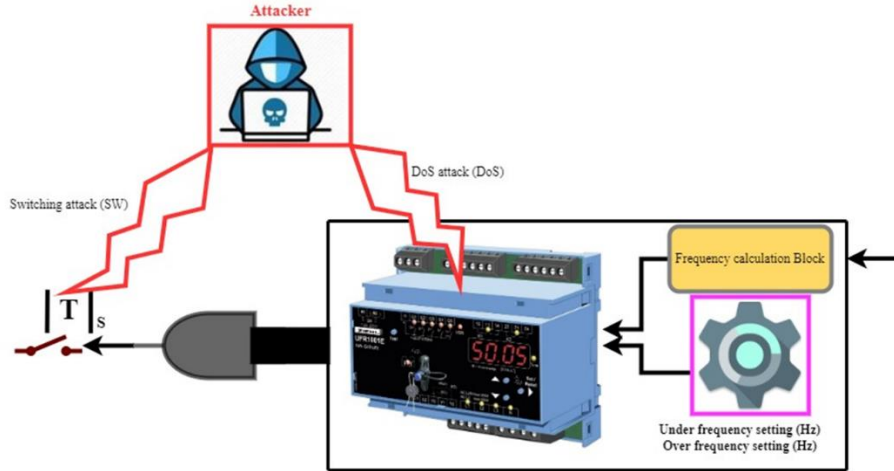 Attacker
DoS attack (DoS)
Switching attack (SW)
Frequency calculation Block
T
S
UFR1001E
50.05
Under frequency setting (Hz)
Over frequency setting (Hz)